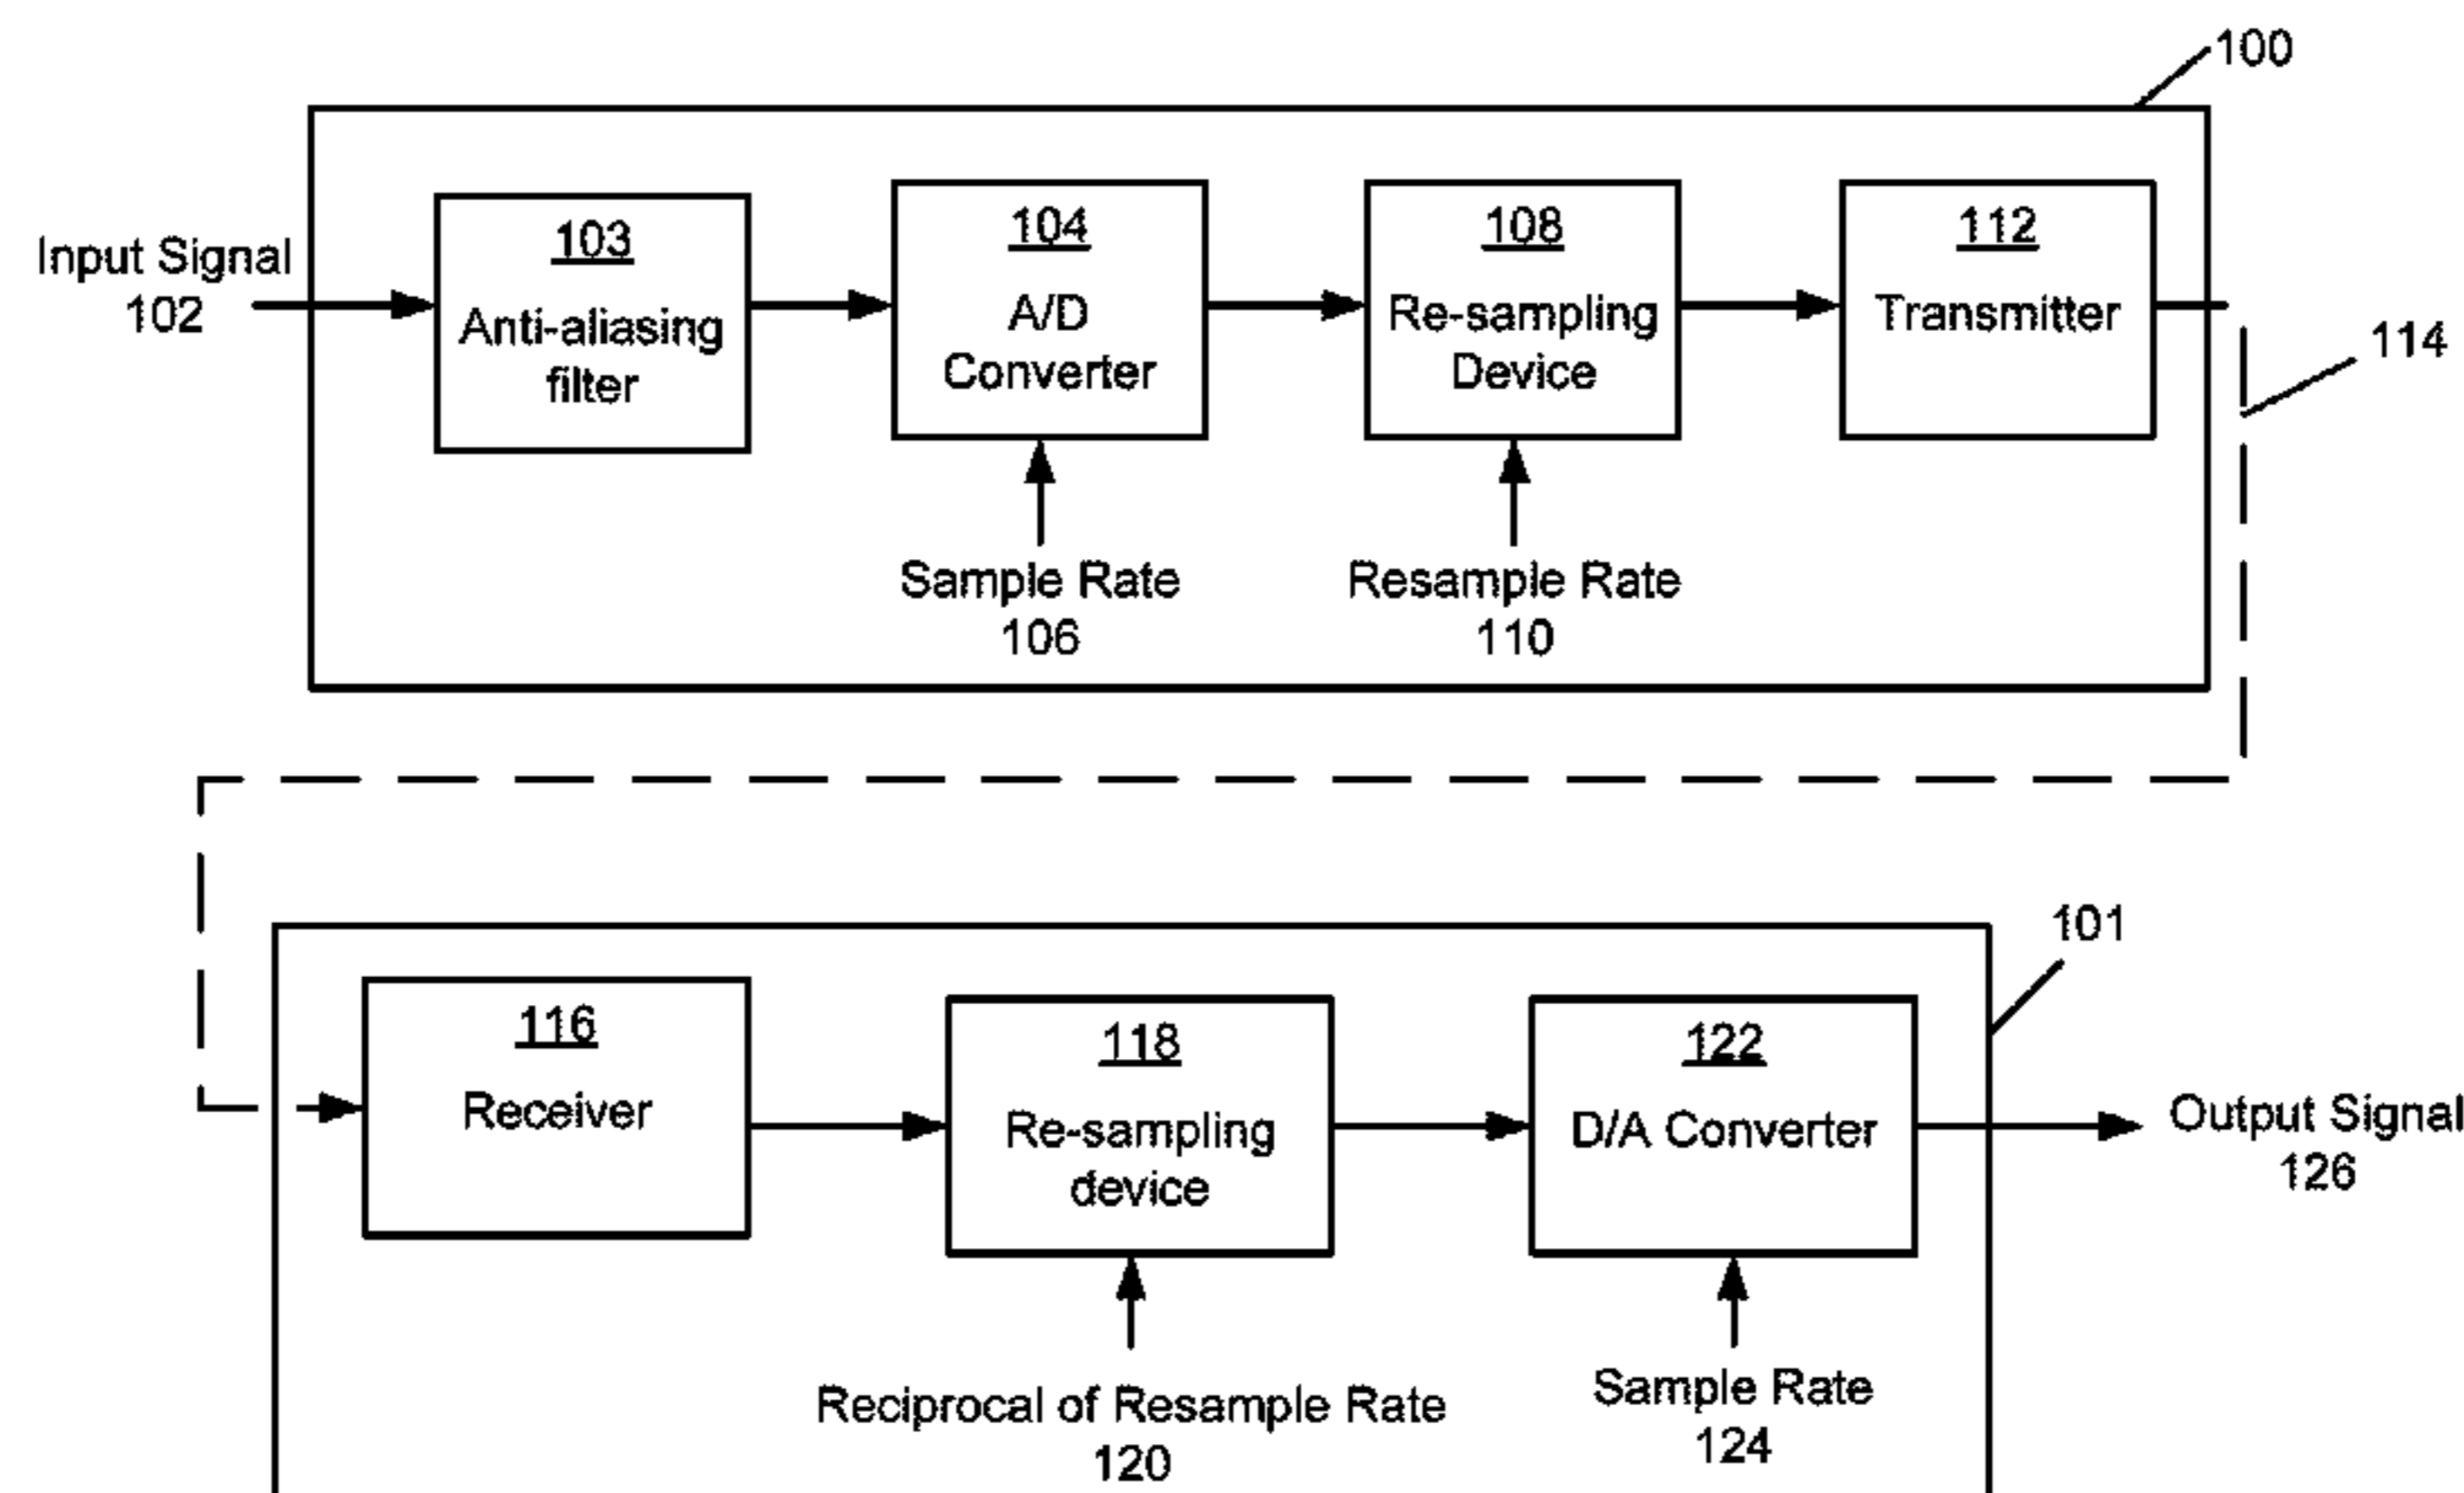 100
Input Signal
102
103
Anti-aliasing
filter
104
A/D
Converter
108
Re-sampling
Device
112
Transmitter
114
Sample Rate
106
Resample Rate
110
101
116
Receiver
118
Re-sampling
device
122
D/A Converter
Output Signal
126
Reciprocal of Resample Rate
120
Sample Rate
124